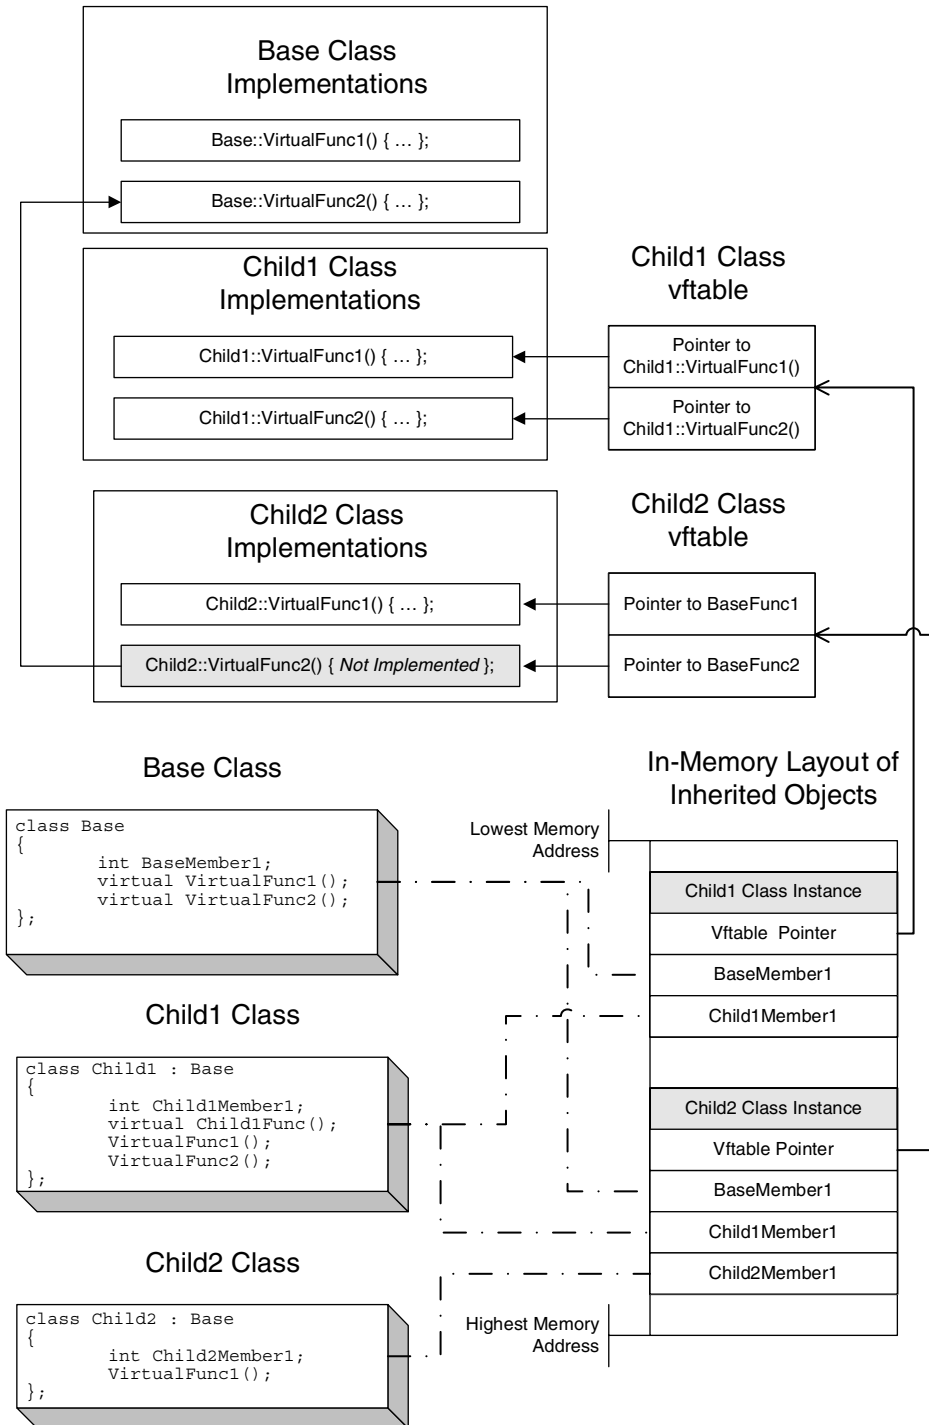 Base Class
Implementations
Base::VirtualFunc1() { … };
Base::VirtualFunc2() { … };
Child1 Class
Implementations
Child1::VirtualFunc1() { … };
Child1::VirtualFunc2() { … };
Child1 Class
vftable
Pointer to
Child1::VirtualFunc1()
Pointer to
Child1::VirtualFunc2()
Child2 Class
Implementations
Child2::VirtualFunc1() { … };
Child2::VirtualFunc2() { Not Implemented };
Child2 Class
vftable
Pointer to BaseFunc1
Pointer to BaseFunc2
Base Class
class Base
{
int BaseMember1;
virtual VirtualFunc1();
virtual VirtualFunc2();
};
Child1 Class
class Child1 : Base
{
int Child1Member1;
virtual Child1Func();
VirtualFunc1();
VirtualFunc2();
};
Child2 Class
class Child2 : Base
{
int Child2Member1;
VirtualFunc1();
};
In-Memory Layout of
Inherited Objects
Lowest Memory
Address
Child1 Class Instance
Vftable Pointer
BaseMember1
Child1Member1
Child2 Class Instance
Vftable Pointer
BaseMember1
Child1Member1
Child2Member1
Highest Memory
Address